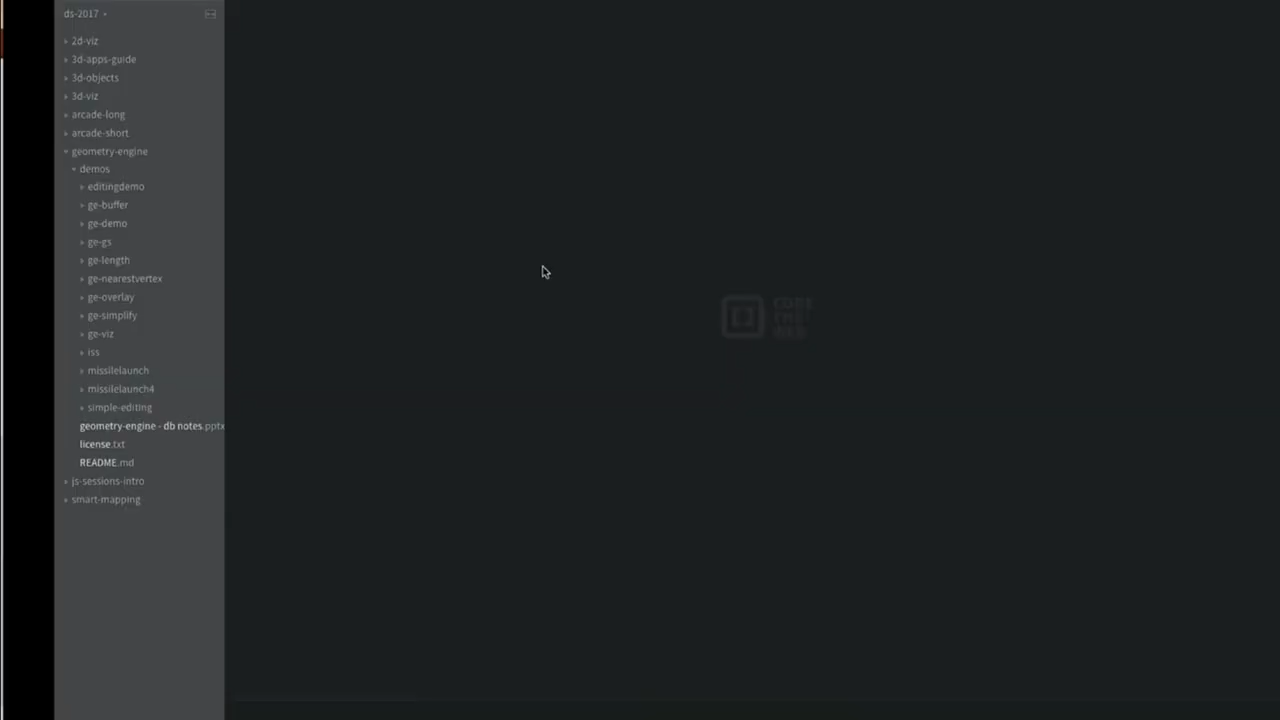 ds-2017
2d-viz
3d-apps-guide
3d-objects
3d-viz
arcade-long
arcade-short
geometry-engine
demos
editingdemo
ge-buffer
ge-demo
ge-gs
ge-length
ge-nearestvertex
ge-overlay
ge-simplify
ge-viz
iss
missilelaunch
missilelaunch4
simple-editing
geometry-engine - db notes.pptx
license.txt
README.md
js-sessions-intro
smart-mapping